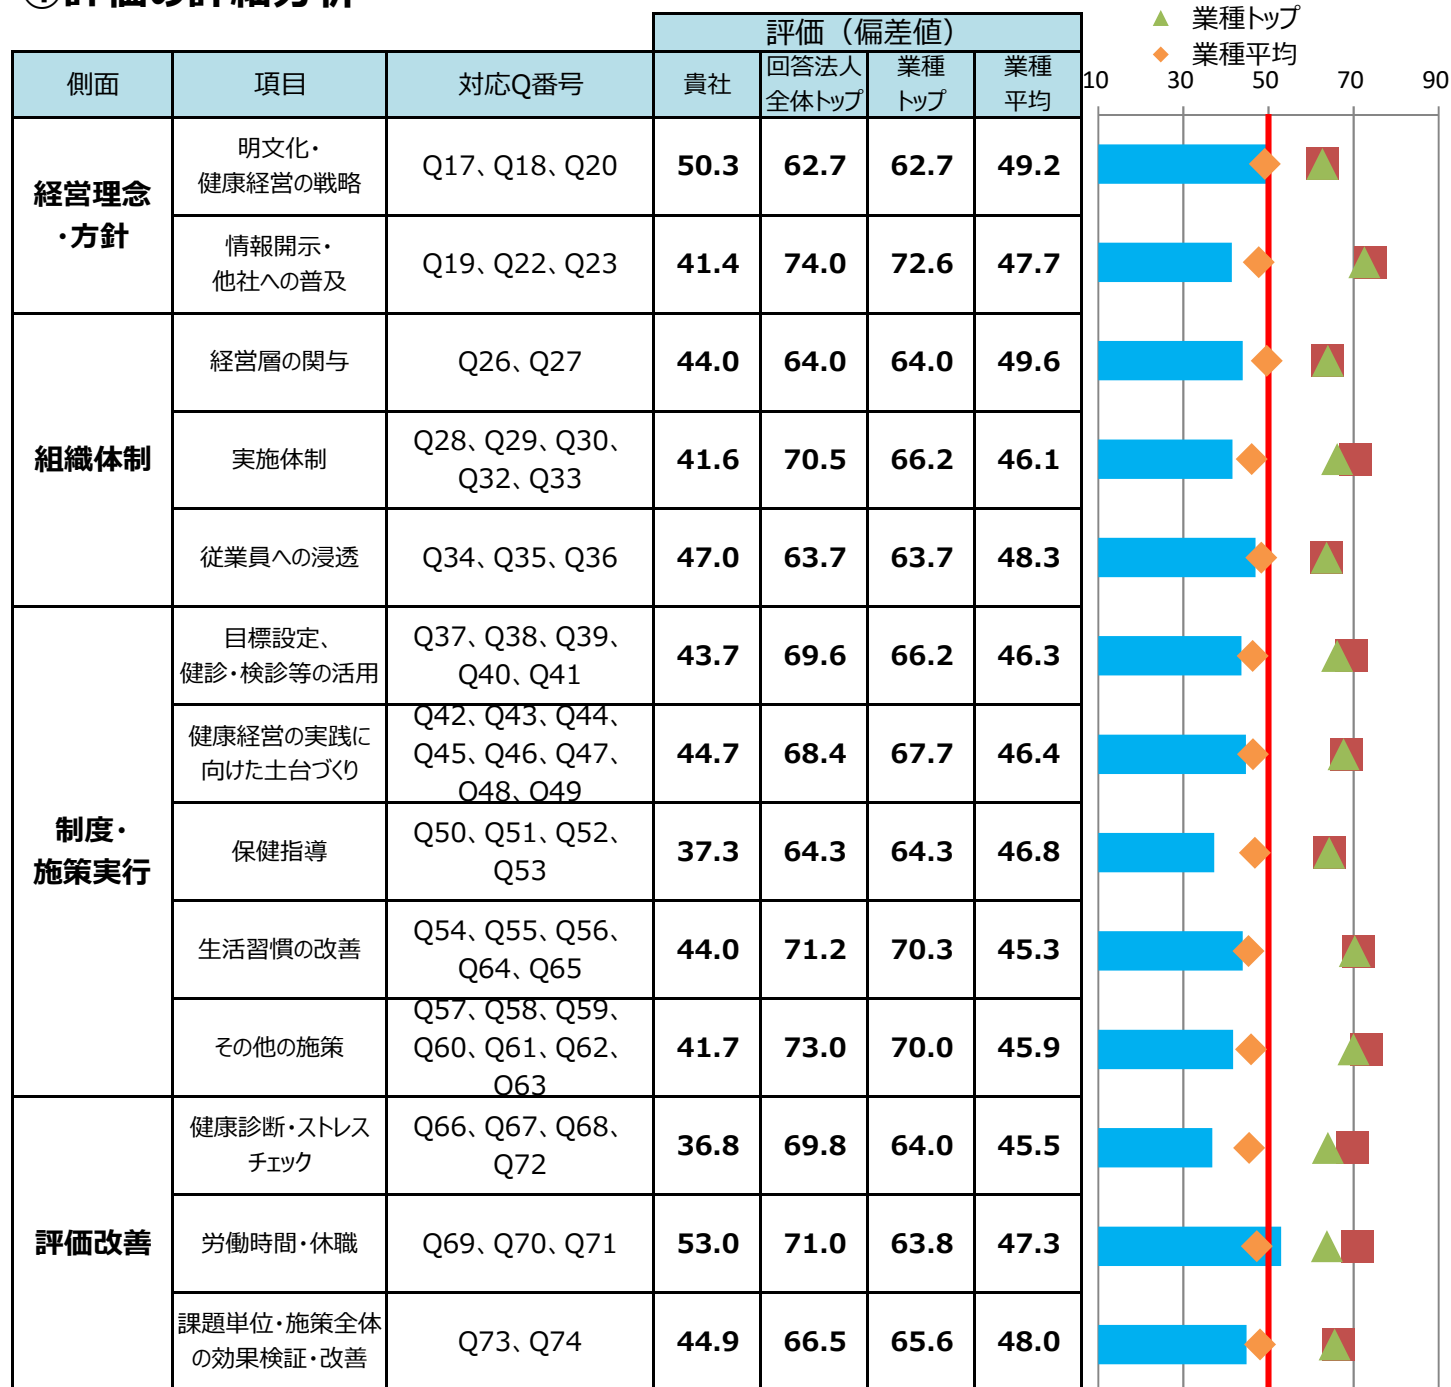 ①評価の詳細分析
▲ 業種トップ
◆ 業種平均
評価（偏差値）
側面 項目 対応Q番号 貴社 回答法人 業種 業種
全体トップ トップ 平均
10 30 50 70 90
経営理念
・方針
明文化・
健康経営の戦略
Q17、Q18、Q20 50.3 62.7 62.7 49.2
情報開示・
他社への普及
Q19、Q22、Q23 41.4 74.0 72.6 47.7
組織体制
経営層の関与 Q26、Q27 44.0 64.0 64.0 49.6
実施体制
Q28、Q29、Q30、
Q32、Q33
41.6 70.5 66.2 46.1
従業員への浸透 Q34、Q35、Q36 47.0 63.7 63.7 48.3
制度・
施策実行
目標設定、
健診・検診等の活用
Q37、Q38、Q39、
Q40、Q41
43.7 69.6 66.2 46.3
健康経営の実践に
向けた土台づくり
Q42、Q43、Q44、
Q45、Q46、Q47、
Q48、Q49
44.7 68.4 67.7 46.4
保健指導
Q50、Q51、Q52、
Q53
37.3 64.3 64.3 46.8
生活習慣の改善
Q54、Q55、Q56、
Q64、Q65
44.0 71.2 70.3 45.3
その他の施策
Q57、Q58、Q59、
Q60、Q61、Q62、
Q63
41.7 73.0 70.0 45.9
評価改善
健康診断・ストレス
チェック
Q66、Q67、Q68、
Q72
36.8 69.8 64.0 45.5
労働時間・休職 Q69、Q70、Q71 53.0 71.0 63.8 47.3
課題単位・施策全体
の効果検証・改善
Q73、Q74 44.9 66.5 65.6 48.0